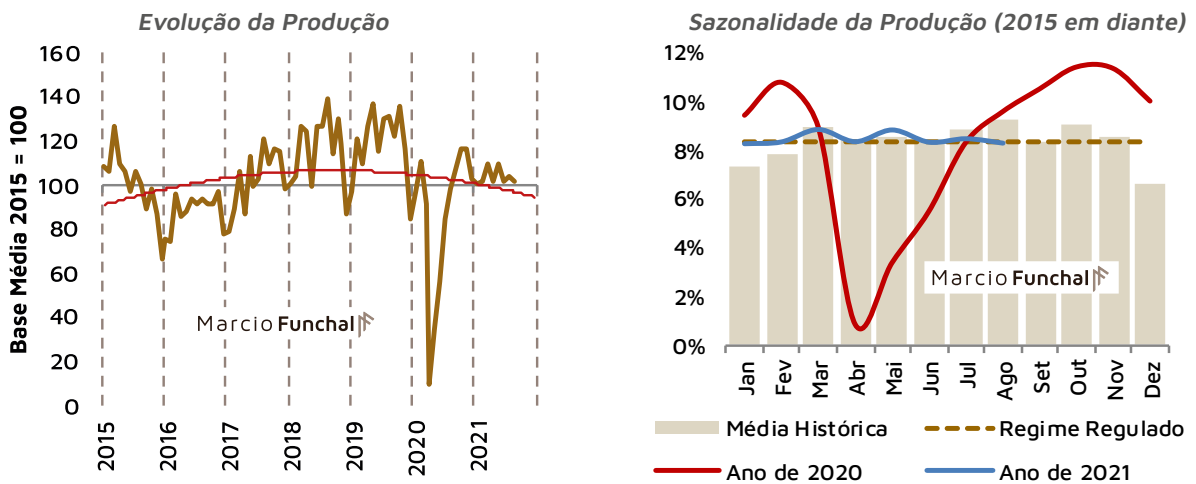 Evolução da Produção
Base Média 2015 = 100
160
140
120
100
80
60
40
20
0
2015
2016
2017
2018
2019
2020
2021
Marcio Funchal
Sazonalidade da Produção (2015 em diante)
12%
10%
8%
6%
4%
2%
0%
Jan
Fev
Mar
Abr
Mai
Jun
Jul
Ago
Set
Out
Nov
Dez
Marcio Funchal
Média Histórica
Regime Regulado
Ano de 2020
Ano de 2021